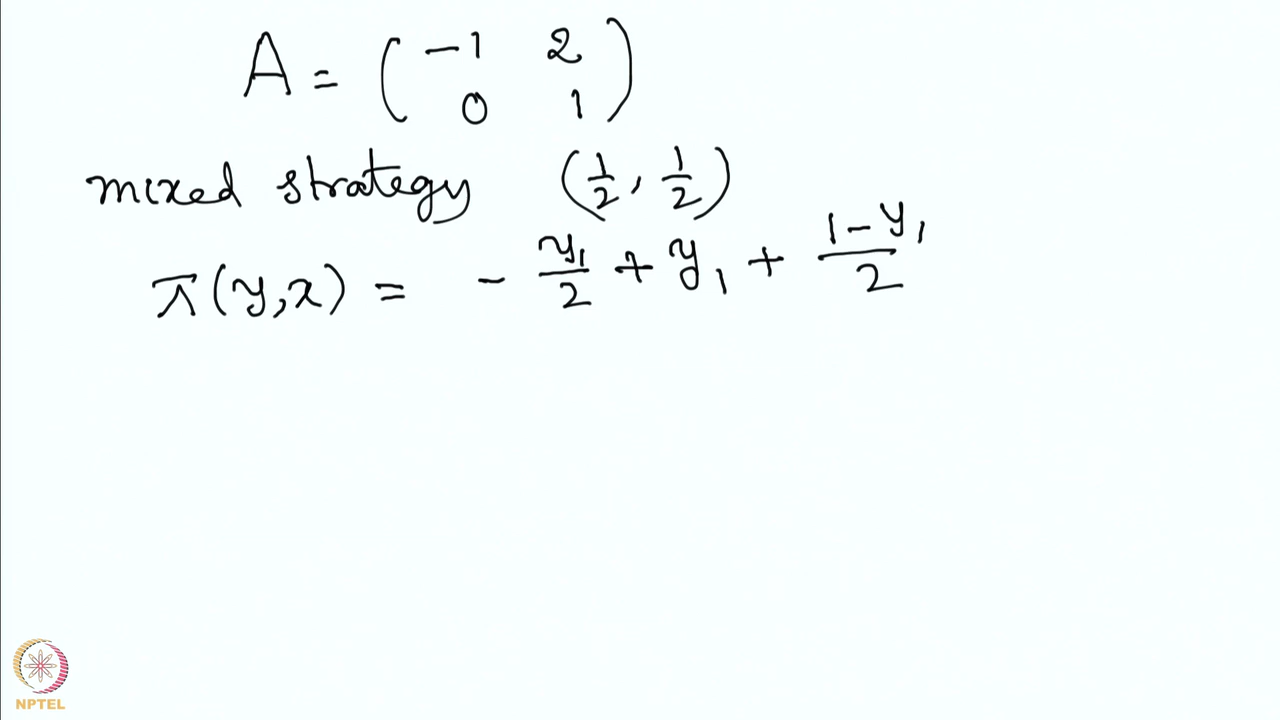 A = ( -1 2
0 1 )
mixed strategy (1/2, 1/2)
π(y,x) = - y₁/2 + y₁ + (1-y₁)/2
NPTEL